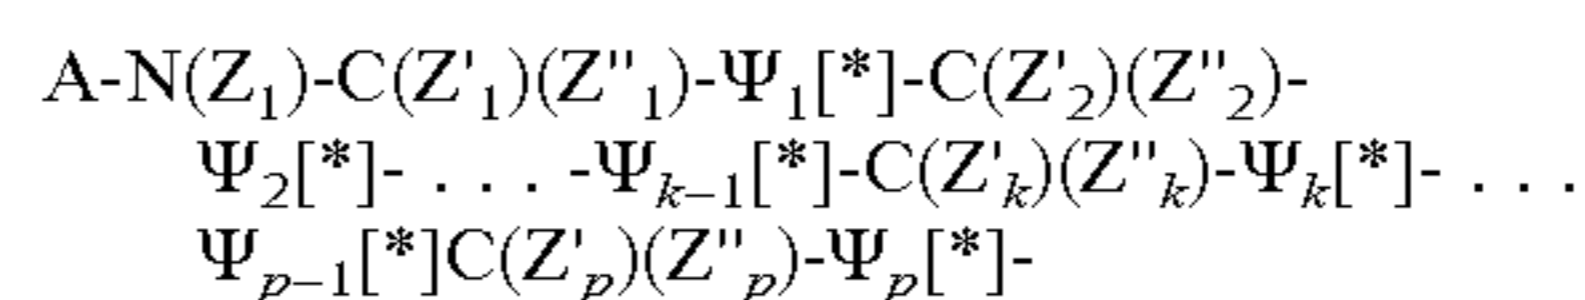 A-N(Z₁)-C(Z'₁)(Z"₁)-Ψ₁[*]-C(Z'₂)(Z"₂)-
Ψ₂[*]- . . . -Ψₖ₋₁[*]-C(Z'ₖ)(Z"ₖ)-Ψₖ[*]- . . .
Ψₚ₋₁[*]C(Z'ₚ)(Z"ₚ)-Ψₚ[*]-